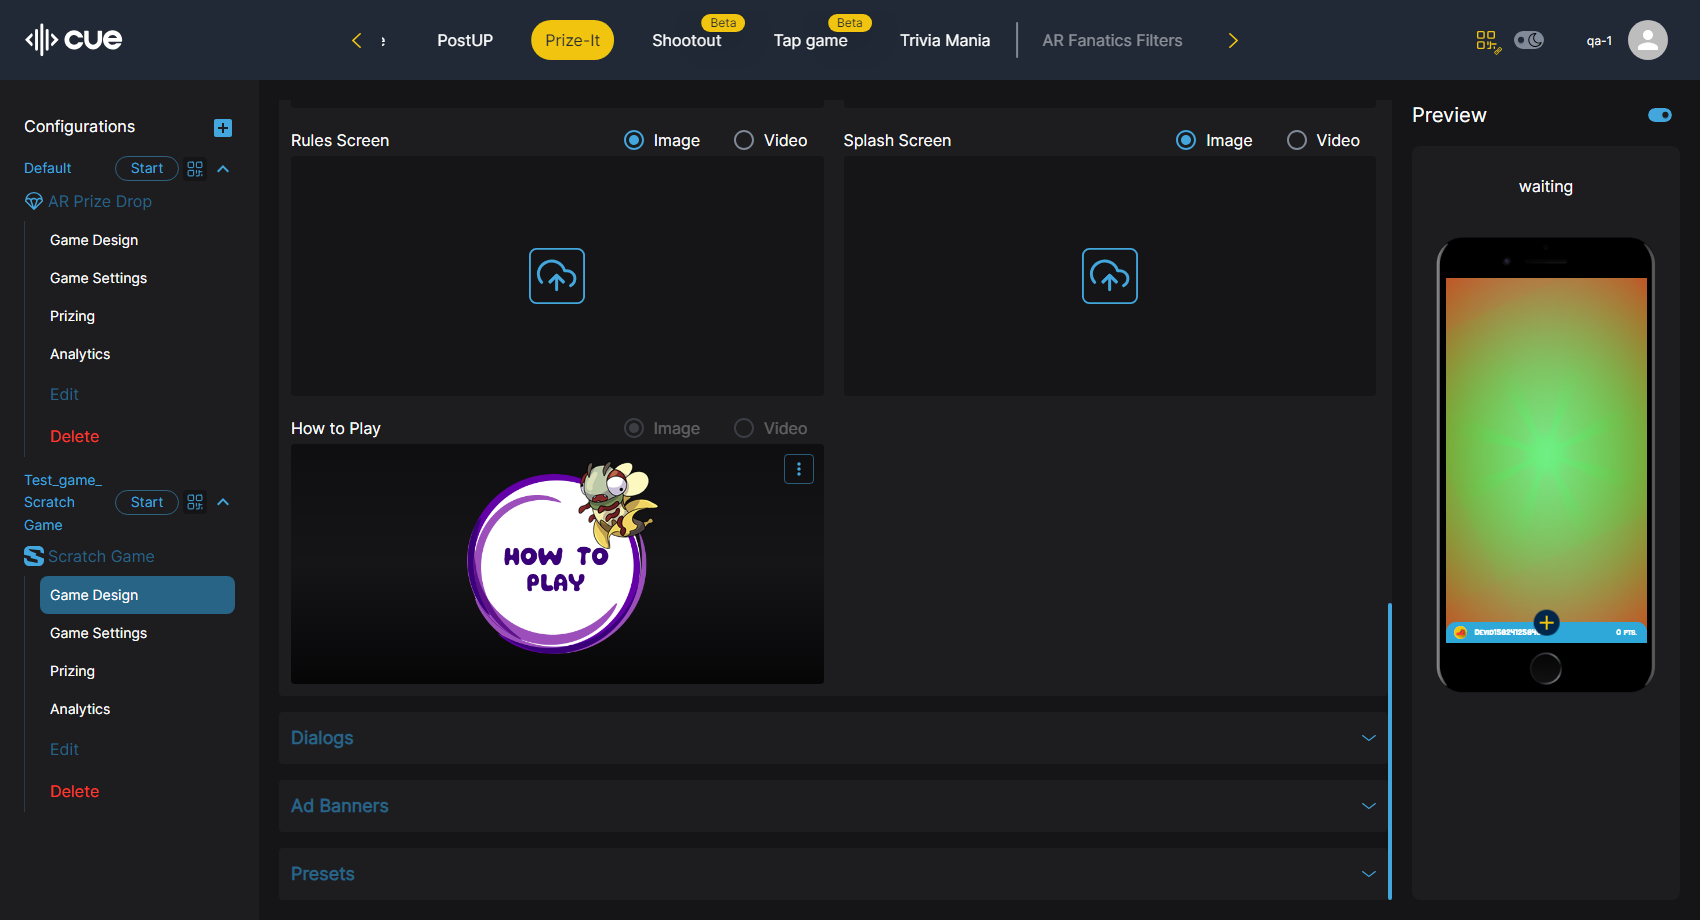 cue
PostUP
Prize-It
Beta
Shootout
Beta
Tap game
Trivia Mania
AR Fanatics Filters
qa-1
Configurations
Default
Start
AR Prize Drop
Game Design
Game Settings
Prizing
Analytics
Edit
Delete
Test_game_
Scratch
Game
Start
Scratch Game
Game Design
Game Settings
Prizing
Analytics
Edit
Delete
Rules Screen
Image
Video
Splash Screen
Image
Video
How to Play
Image
Video
HOW TO
PLAY
Dialogs
Ad Banners
Presets
Preview
waiting
0 PTS.